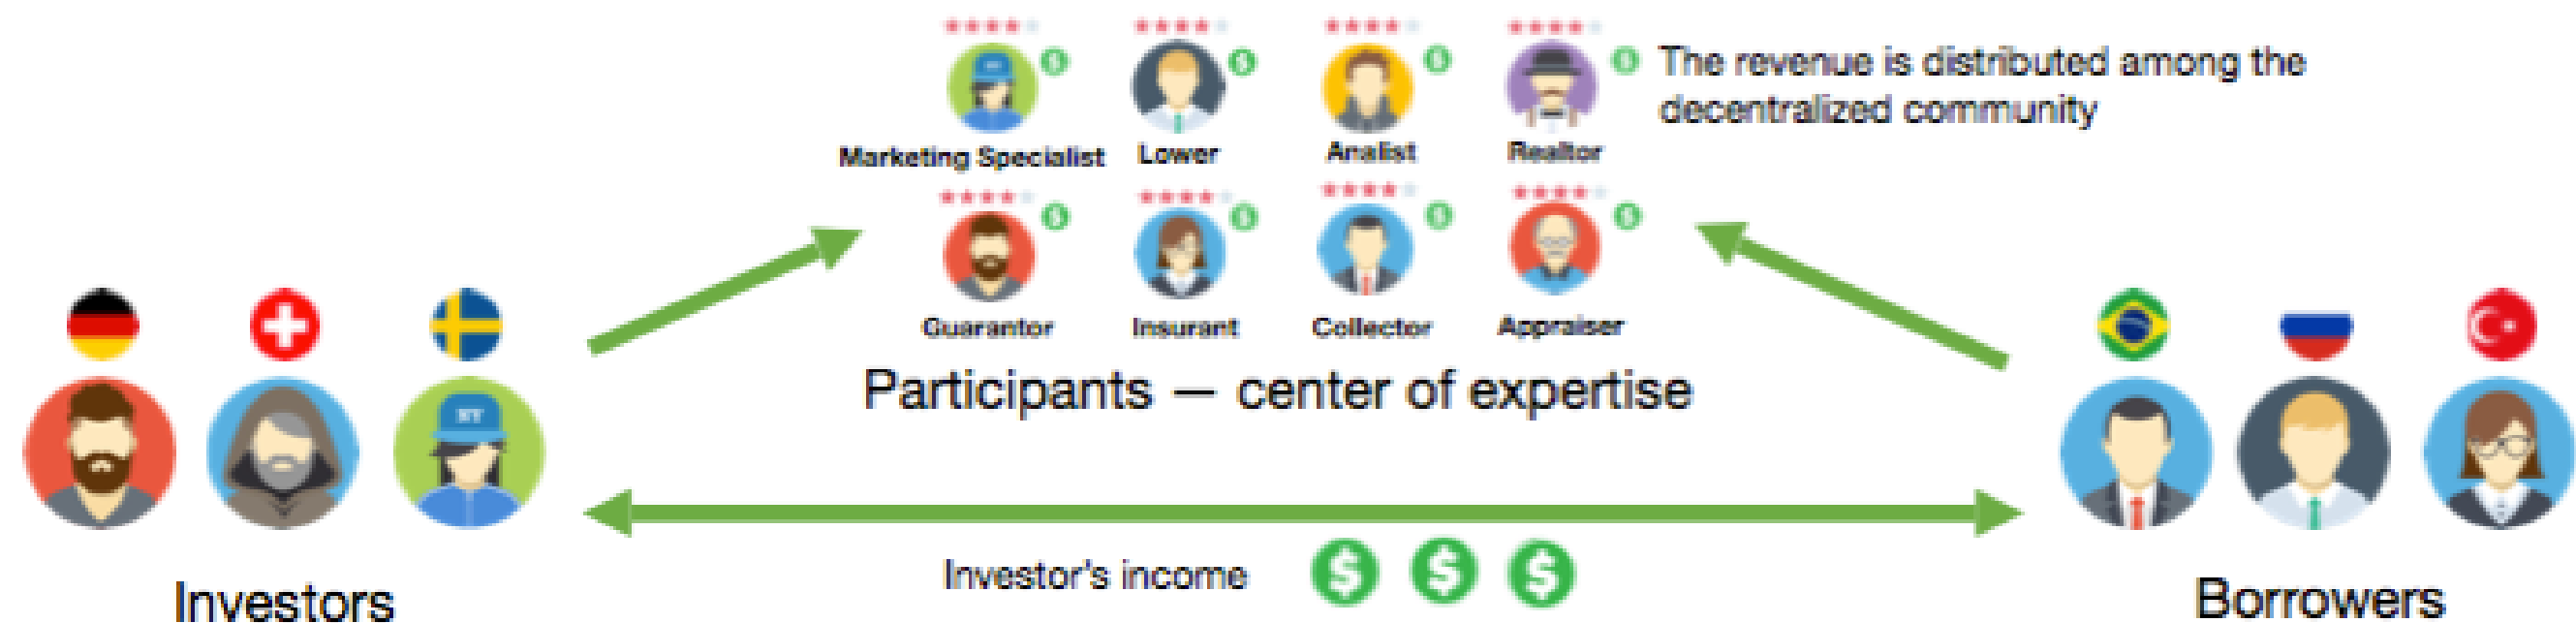 The revenue is distributed among the
decentralized community
Marketing Specialist
Lower
Analist
Realtor
Guarantor
Insurant
Collector
Appraiser
Participants — center of expertise
Investor's income
Investors
Borrowers